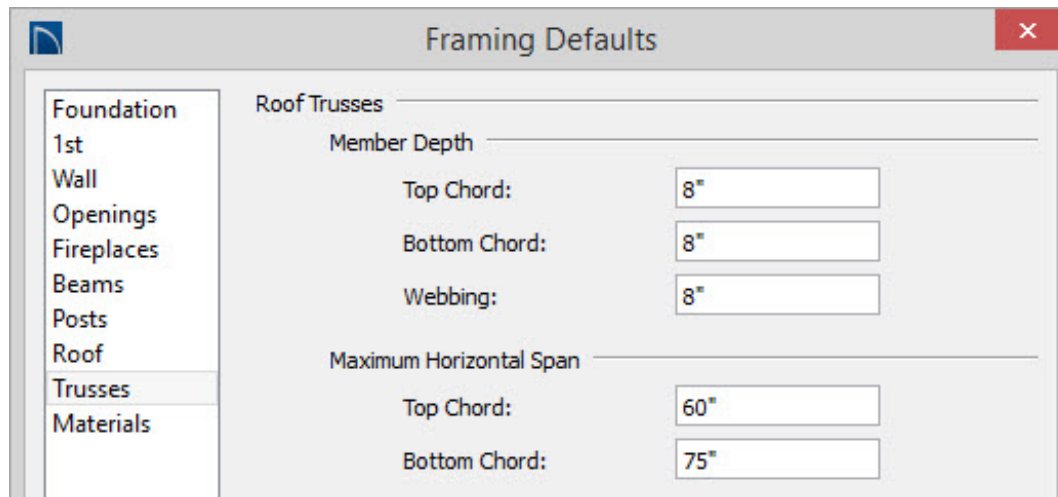 Framing Defaults
Foundation
1st
Wall
Openings
Fireplaces
Beams
Posts
Roof
Trusses
Materials
Roof Trusses
Member Depth
Top Chord: 8"
Bottom Chord: 8"
Webbing: 8"
Maximum Horizontal Span
Top Chord: 60"
Bottom Chord: 75"